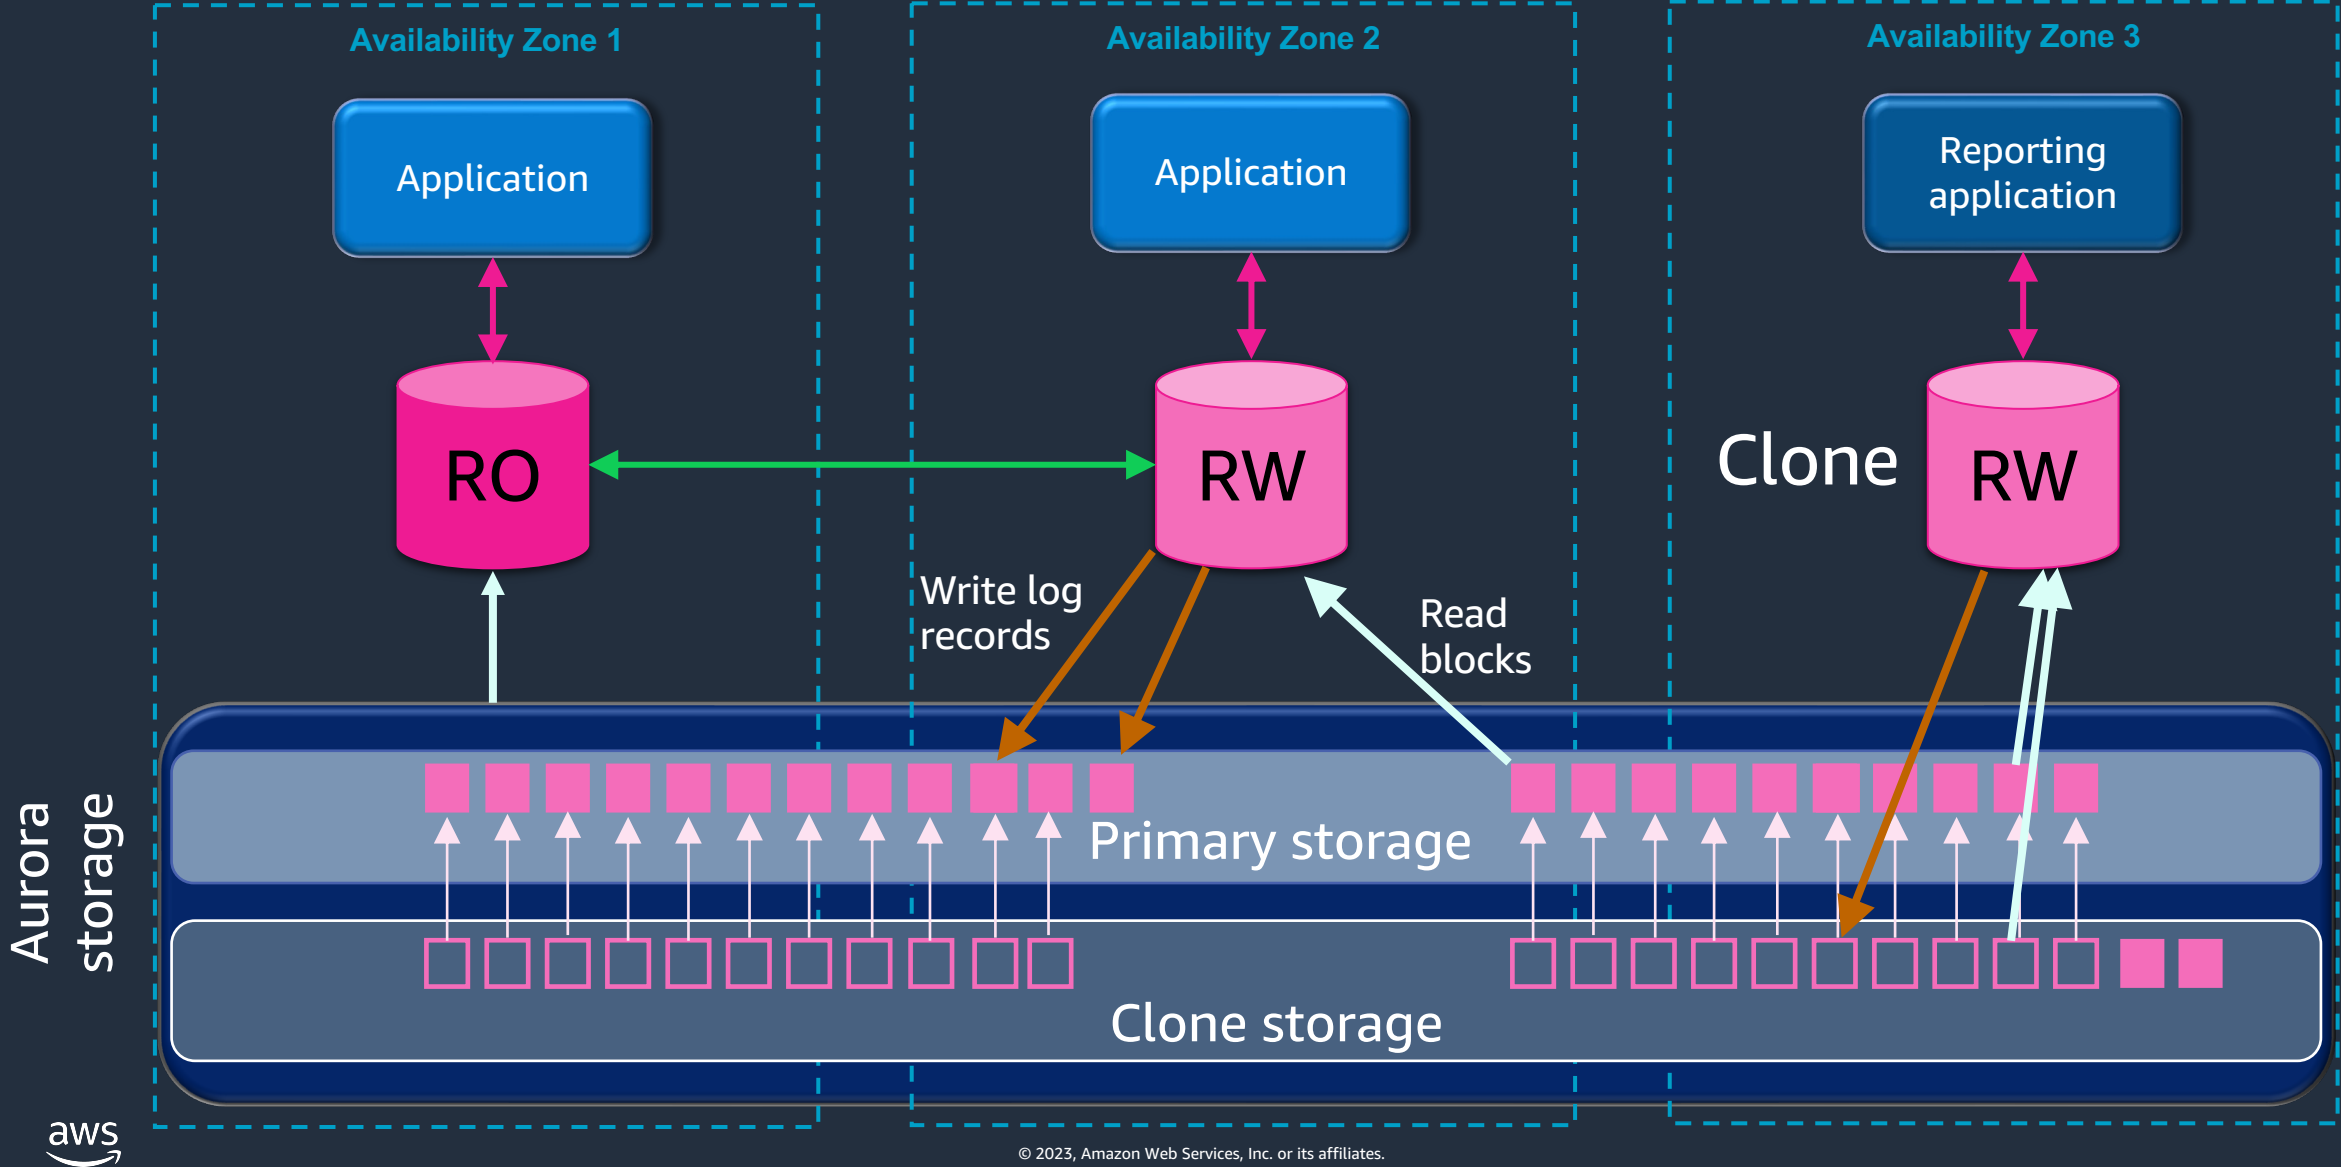 Availability Zone 1
Availability Zone 2
Availability Zone 3
Application
Application
Reporting
application
RO
RW
Clone
RW
Write log
records
Read
blocks
Aurora
storage
Primary storage
Clone storage
aws
© 2023, Amazon Web Services, Inc. or its affiliates.